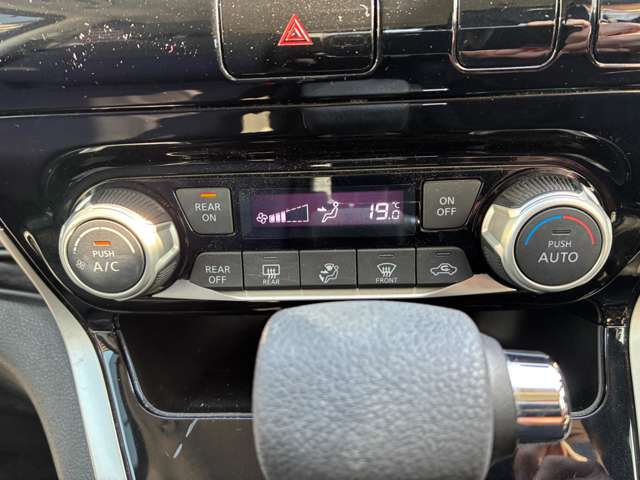 REAR
ON
19.0
°C
ON
OFF
PUSH
A/C
PUSH
AUTO
REAR
OFF
REAR
FRONT